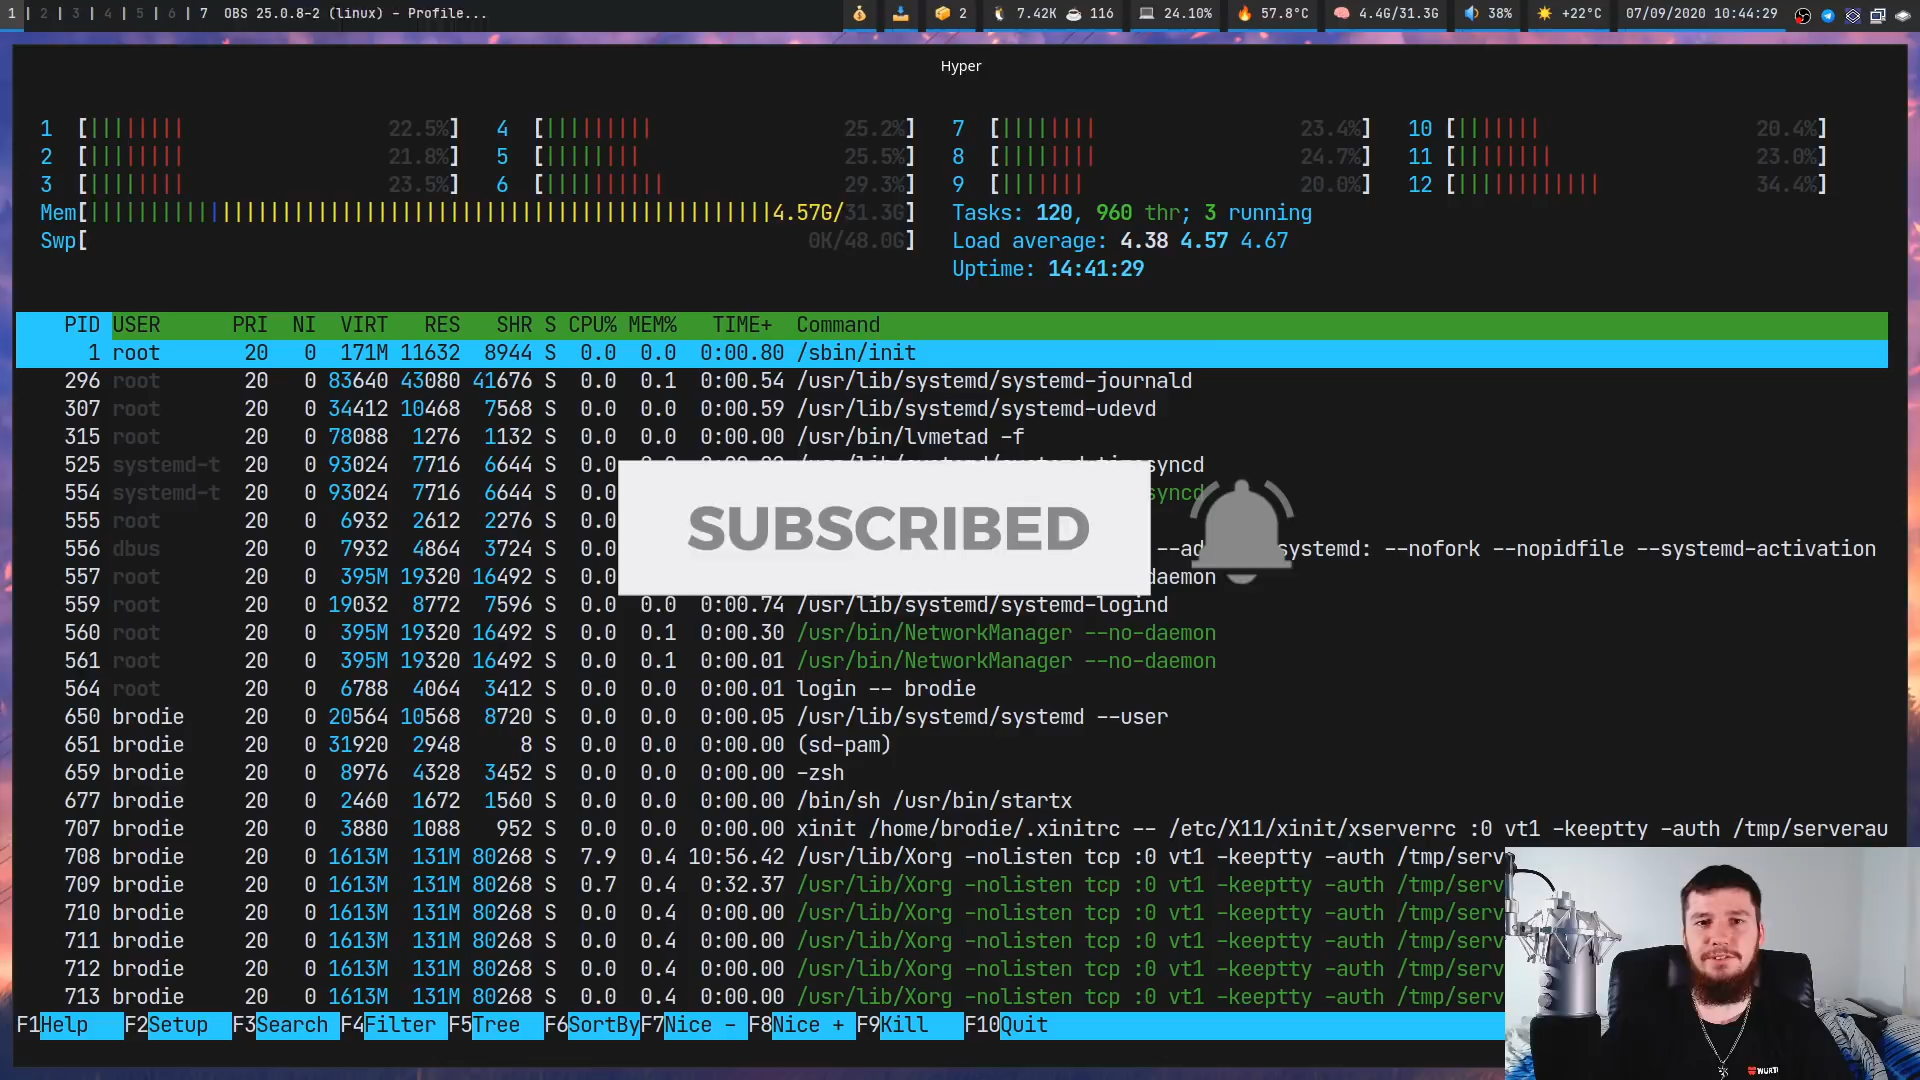 1 | 2 | 3 | 4 | 5 | 6 | 7 OBS 25.0.8-2 (linux) - Profile... 2 7.42K 116 24.10% 57.8°C 4.4G/31.3G 38% +22°C 07/09/2020 10:44:29
Hyper
1 [|||||||| 22.5%] 4 [||||||||| 25.2%] 7 [|||||||| 23.4%] 10 [||||||| 20.4%]
2 [|||||||| 21.8%] 5 [|||||||| 25.5%] 8 [|||||||| 24.7%] 11 [|||||||| 23.0%]
3 [|||||||| 23.5%] 6 [|||||||||| 29.3%] 9 [||||||| 20.0%] 12 [|||||||||||| 34.4%]
Mem[||||||||||||||||||||||||||||||||||||||||||||||||||||||||||4.57G/31.3G] Tasks: 120, 960 thr; 3 running
Swp[ 0K/48.0G] Load average: 4.38 4.57 4.67
Uptime: 14:41:29
PID USER PRI NI VIRT RES SHR S CPU% MEM% TIME+ Command
1 root 20 0 171M 11632 8944 S 0.0 0.0 0:00.80 /sbin/init
296 root 20 0 83640 43080 41676 S 0.0 0.1 0:00.54 /usr/lib/systemd/systemd-journald
307 root 20 0 34412 10468 7568 S 0.0 0.0 0:00.59 /usr/lib/systemd/systemd-udevd
315 root 20 0 78088 1276 1132 S 0.0 0.0 0:00.00 /usr/bin/lvmetad -f
525 systemd-t 20 0 93024 7716 6644 S 0.0 syncd
554 systemd-t 20 0 93024 7716 6644 S 0.0 syncd
555 root 20 0 6932 2612 2276 S 0.0
SUBSCRIBED
556 dbus 20 0 7932 4864 3724 S 0.0 systemd: --nofork --nopidfile --systemd-activation
557 root 20 0 395M 19320 16492 S 0.0 daemon
559 root 20 0 19032 8772 7596 S 0.0 0.0 0:00.74 /usr/lib/systemd/systemd-logind
560 root 20 0 395M 19320 16492 S 0.0 0.1 0:00.30 /usr/bin/NetworkManager --no-daemon
561 root 20 0 395M 19320 16492 S 0.0 0.1 0:00.01 /usr/bin/NetworkManager --no-daemon
564 root 20 0 6788 4064 3412 S 0.0 0.0 0:00.01 login -- brodie
650 brodie 20 0 20564 10568 8720 S 0.0 0.0 0:00.05 /usr/lib/systemd/systemd --user
651 brodie 20 0 31920 2948 8 S 0.0 0.0 0:00.00 (sd-pam)
659 brodie 20 0 8976 4328 3452 S 0.0 0.0 0:00.00 -zsh
677 brodie 20 0 2460 1672 1560 S 0.0 0.0 0:00.00 /bin/sh /usr/bin/startx
707 brodie 20 0 3880 1088 952 S 0.0 0.0 0:00.00 xinit /home/brodie/.xinitrc -- /etc/X11/xinit/xserverrc :0 vt1 -keeptty -auth /tmp/serverau
708 brodie 20 0 1613M 131M 80268 S 7.9 0.4 10:56.42 /usr/lib/Xorg -nolisten tcp :0 vt1 -keeptty -auth /tmp/serv
709 brodie 20 0 1613M 131M 80268 S 0.7 0.4 0:32.37 /usr/lib/Xorg -nolisten tcp :0 vt1 -keeptty -auth /tmp/serv
710 brodie 20 0 1613M 131M 80268 S 0.0 0.4 0:00.00 /usr/lib/Xorg -nolisten tcp :0 vt1 -keeptty -auth /tmp/serv
711 brodie 20 0 1613M 131M 80268 S 0.0 0.4 0:00.00 /usr/lib/Xorg -nolisten tcp :0 vt1 -keeptty -auth /tmp/serv
712 brodie 20 0 1613M 131M 80268 S 0.0 0.4 0:00.00 /usr/lib/Xorg -nolisten tcp :0 vt1 -keeptty -auth /tmp/serv
713 brodie 20 0 1613M 131M 80268 S 0.0 0.4 0:00.00 /usr/lib/Xorg -nolisten tcp :0 vt1 -keeptty -auth /tmp/serv
F1Help F2Setup F3Search F4Filter F5Tree F6SortByF7Nice -F8Nice +F9Kill F10Quit